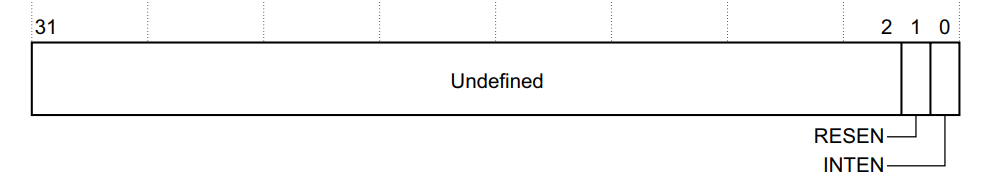 31 2 1 0
Undefined
RESEN
INTEN